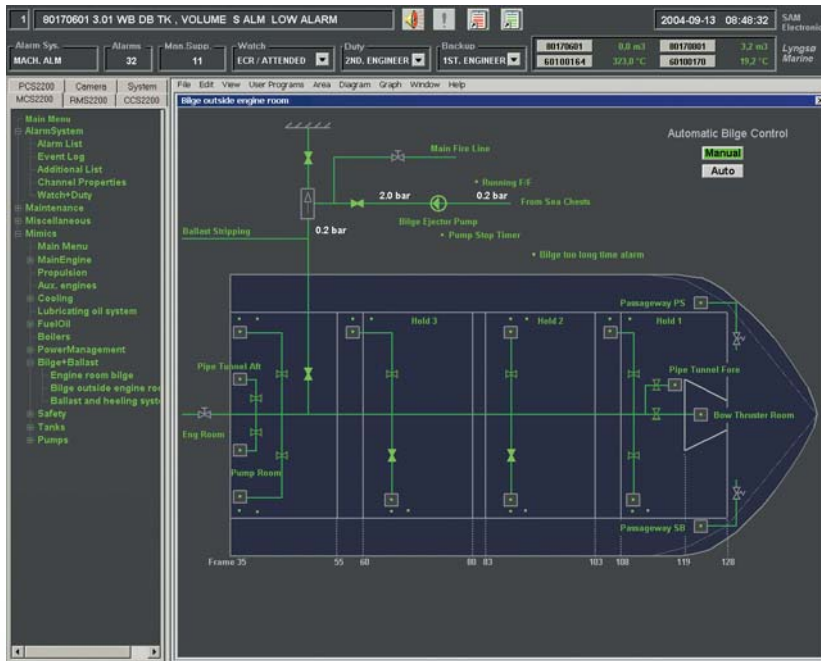 1 80170601 3.01 WB DB TK , VOLUME S ALM LOW ALARM
2004-09-13 08:48:32
SAM
Electronic
Alarm Sys. Alarms Man.Supp. Watch Duty Backup
MACH. ALM 32 11 ECR / ATTENDED 2ND. ENGINEER 1ST. ENGINEER
80170601 0,0 m3 80170801 3,2 m3
60100164 323,0 °C 60100170 19,2 °C
Lyngsø
Marine
PCS2200 Camera System
MCS2200 RMS2200 CCS2200
File Edit View User Programs Area Diagram Graph Window Help
Bilge outside engine room
Main Menu
AlarmSystem
Alarm List
Event Log
Additional List
Channel Properties
Watch+Duty
Maintenance
Miscellaneous
Mimics
Main Menu
MainEngine
Propulsion
Aux. engines
Cooling
Lubricating oil system
FuelOil
Boilers
PowerManagement
Bilge+Ballast
Engine room bilge
Bilge outside engine roo
Ballast and heeling syste
Safety
Tanks
Pumps
Automatic Bilge Control
Manual
Auto
Main Fire Line
Running F/F
2.0 bar 0.2 bar From Sea Chests
Bilge Ejector Pump
Ballast Stripping 0.2 bar
Pump Stop Timer
Bilge too long time alarm
Passageway PS
Hold 3 Hold 2 Hold 1
Pipe Tunnel Aft Pipe Tunnel Fore
Bow Thruster Room
Eng Room
Pump Room
Passageway SB
Frame 35 55 60 80 83 103 108 119 128